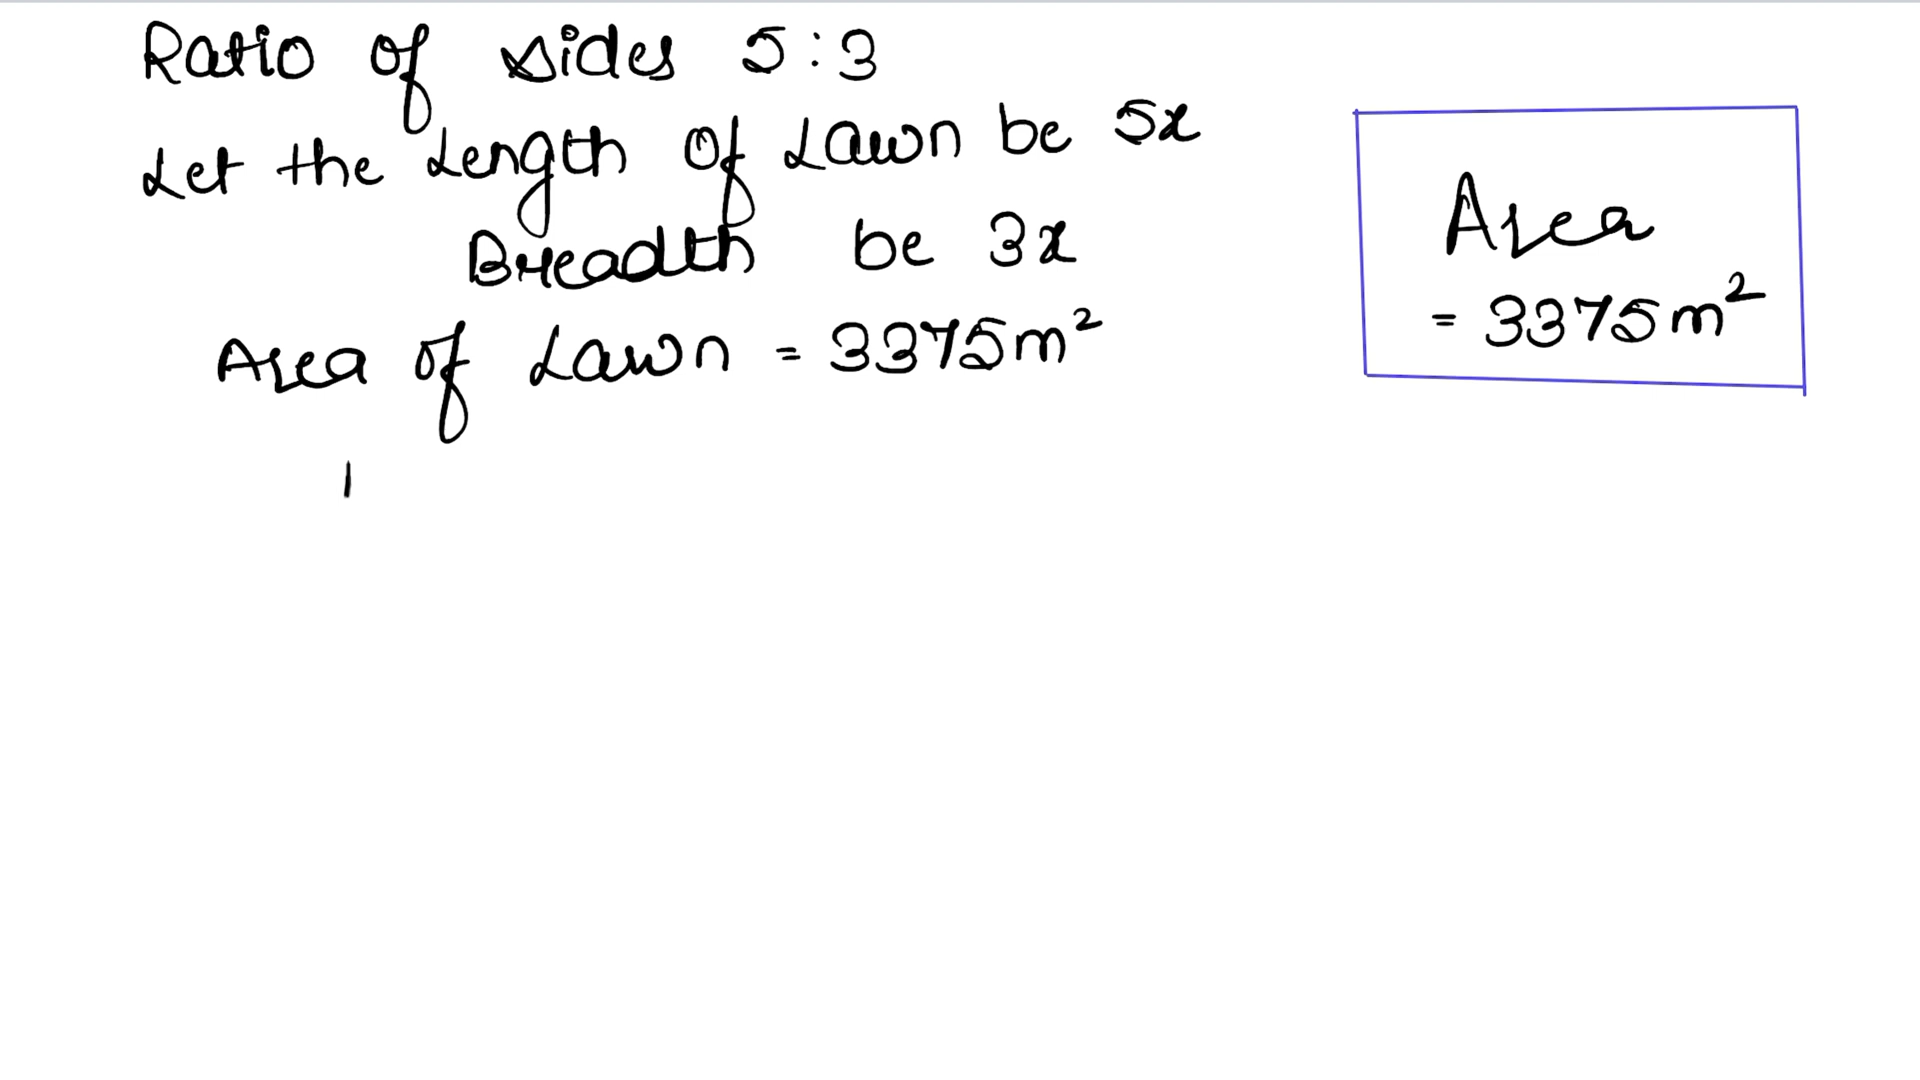 Ratio of sides 5:3
Let the Length of Lawn be 5x
Breadth be 3x
Area of Lawn = 3375m²
Area
= 3375m²